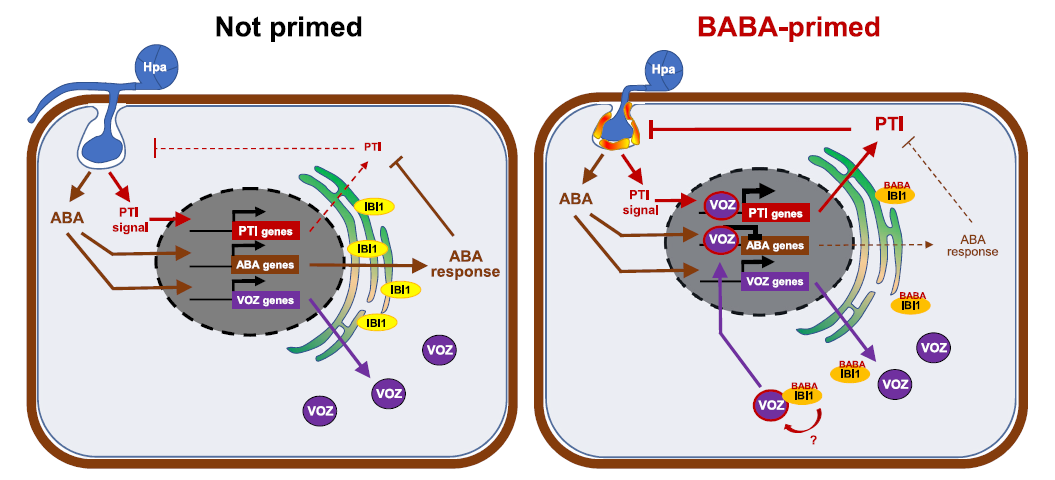 Not primed
Hpa
PTI
ABA
PTI
signal
PTI genes
ABA genes
VOZ genes
IBI1
IBI1
IBI1
IBI1
ABA
response
VOZ
VOZ
VOZ
BABA-primed
Hpa
PTI
ABA
PTI
signal
VOZ
PTI genes
VOZ
ABA genes
VOZ genes
BABA
IBI1
ABA
response
BABA
IBI1
VOZ
BABA
IBI1
VOZ
BABA
IBI1
VOZ
?